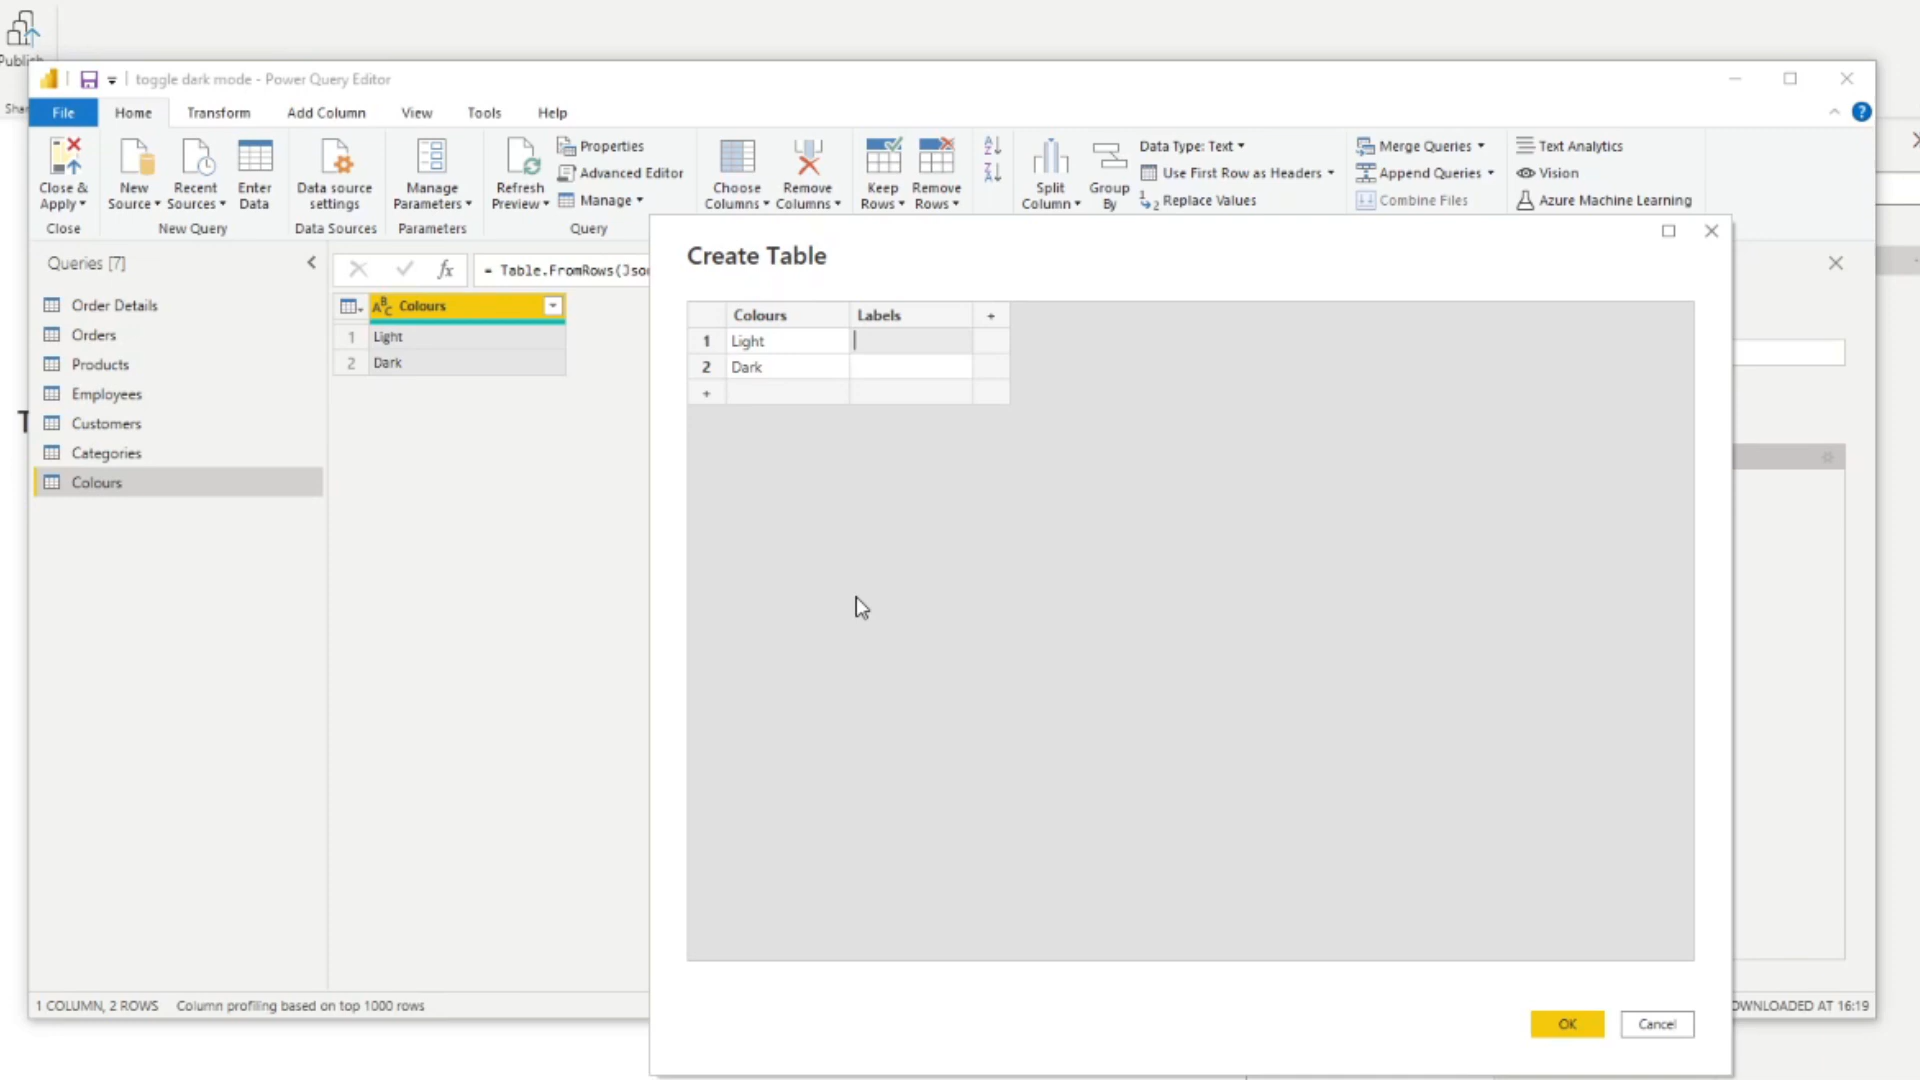 Publish
Shar
toggle dark mode - Power Query Editor
File
Home
Transform
Add Column
View
Tools
Help
?
Close & Apply
New Source
Recent Sources
Enter Data
Data source settings
Manage Parameters
Refresh Preview
Properties
Advanced Editor
Manage
Choose Columns
Remove Columns
Keep Rows
Remove Rows
Split Column
Group By
Data Type: Text
Use First Row as Headers
Replace Values
Merge Queries
Append Queries
Combine Files
Text Analytics
Vision
Azure Machine Learning
Close
New Query
Data Sources
Parameters
Query
Queries [7]
Order Details
Orders
Products
Employees
Customers
Categories
Colours
fx
= Table.FromRows(Jso
ABC Colours
1 Light
2 Dark
Create Table
Colours Labels +
1 Light
2 Dark
+
OK
Cancel
1 COLUMN, 2 ROWS
Column profiling based on top 1000 rows
OWNLOADED AT 16:19